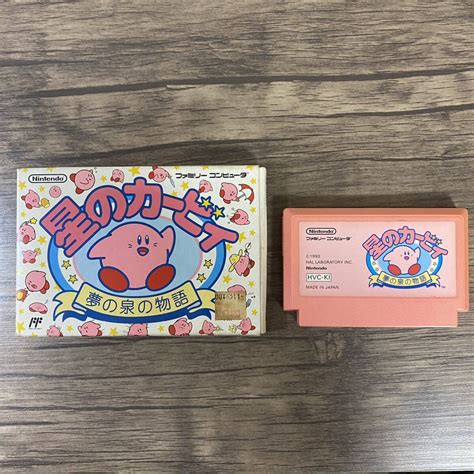 Nintendo
ファミリー コンピュータ
星のカービィ
夢の泉の物語
FF
Nintendo
ファミリー コンピュータ
星のカービィ
夢の泉の物語
©1993
HAL LABORATORY INC.
Nintendo
HVC-KJ
MADE IN JAPAN